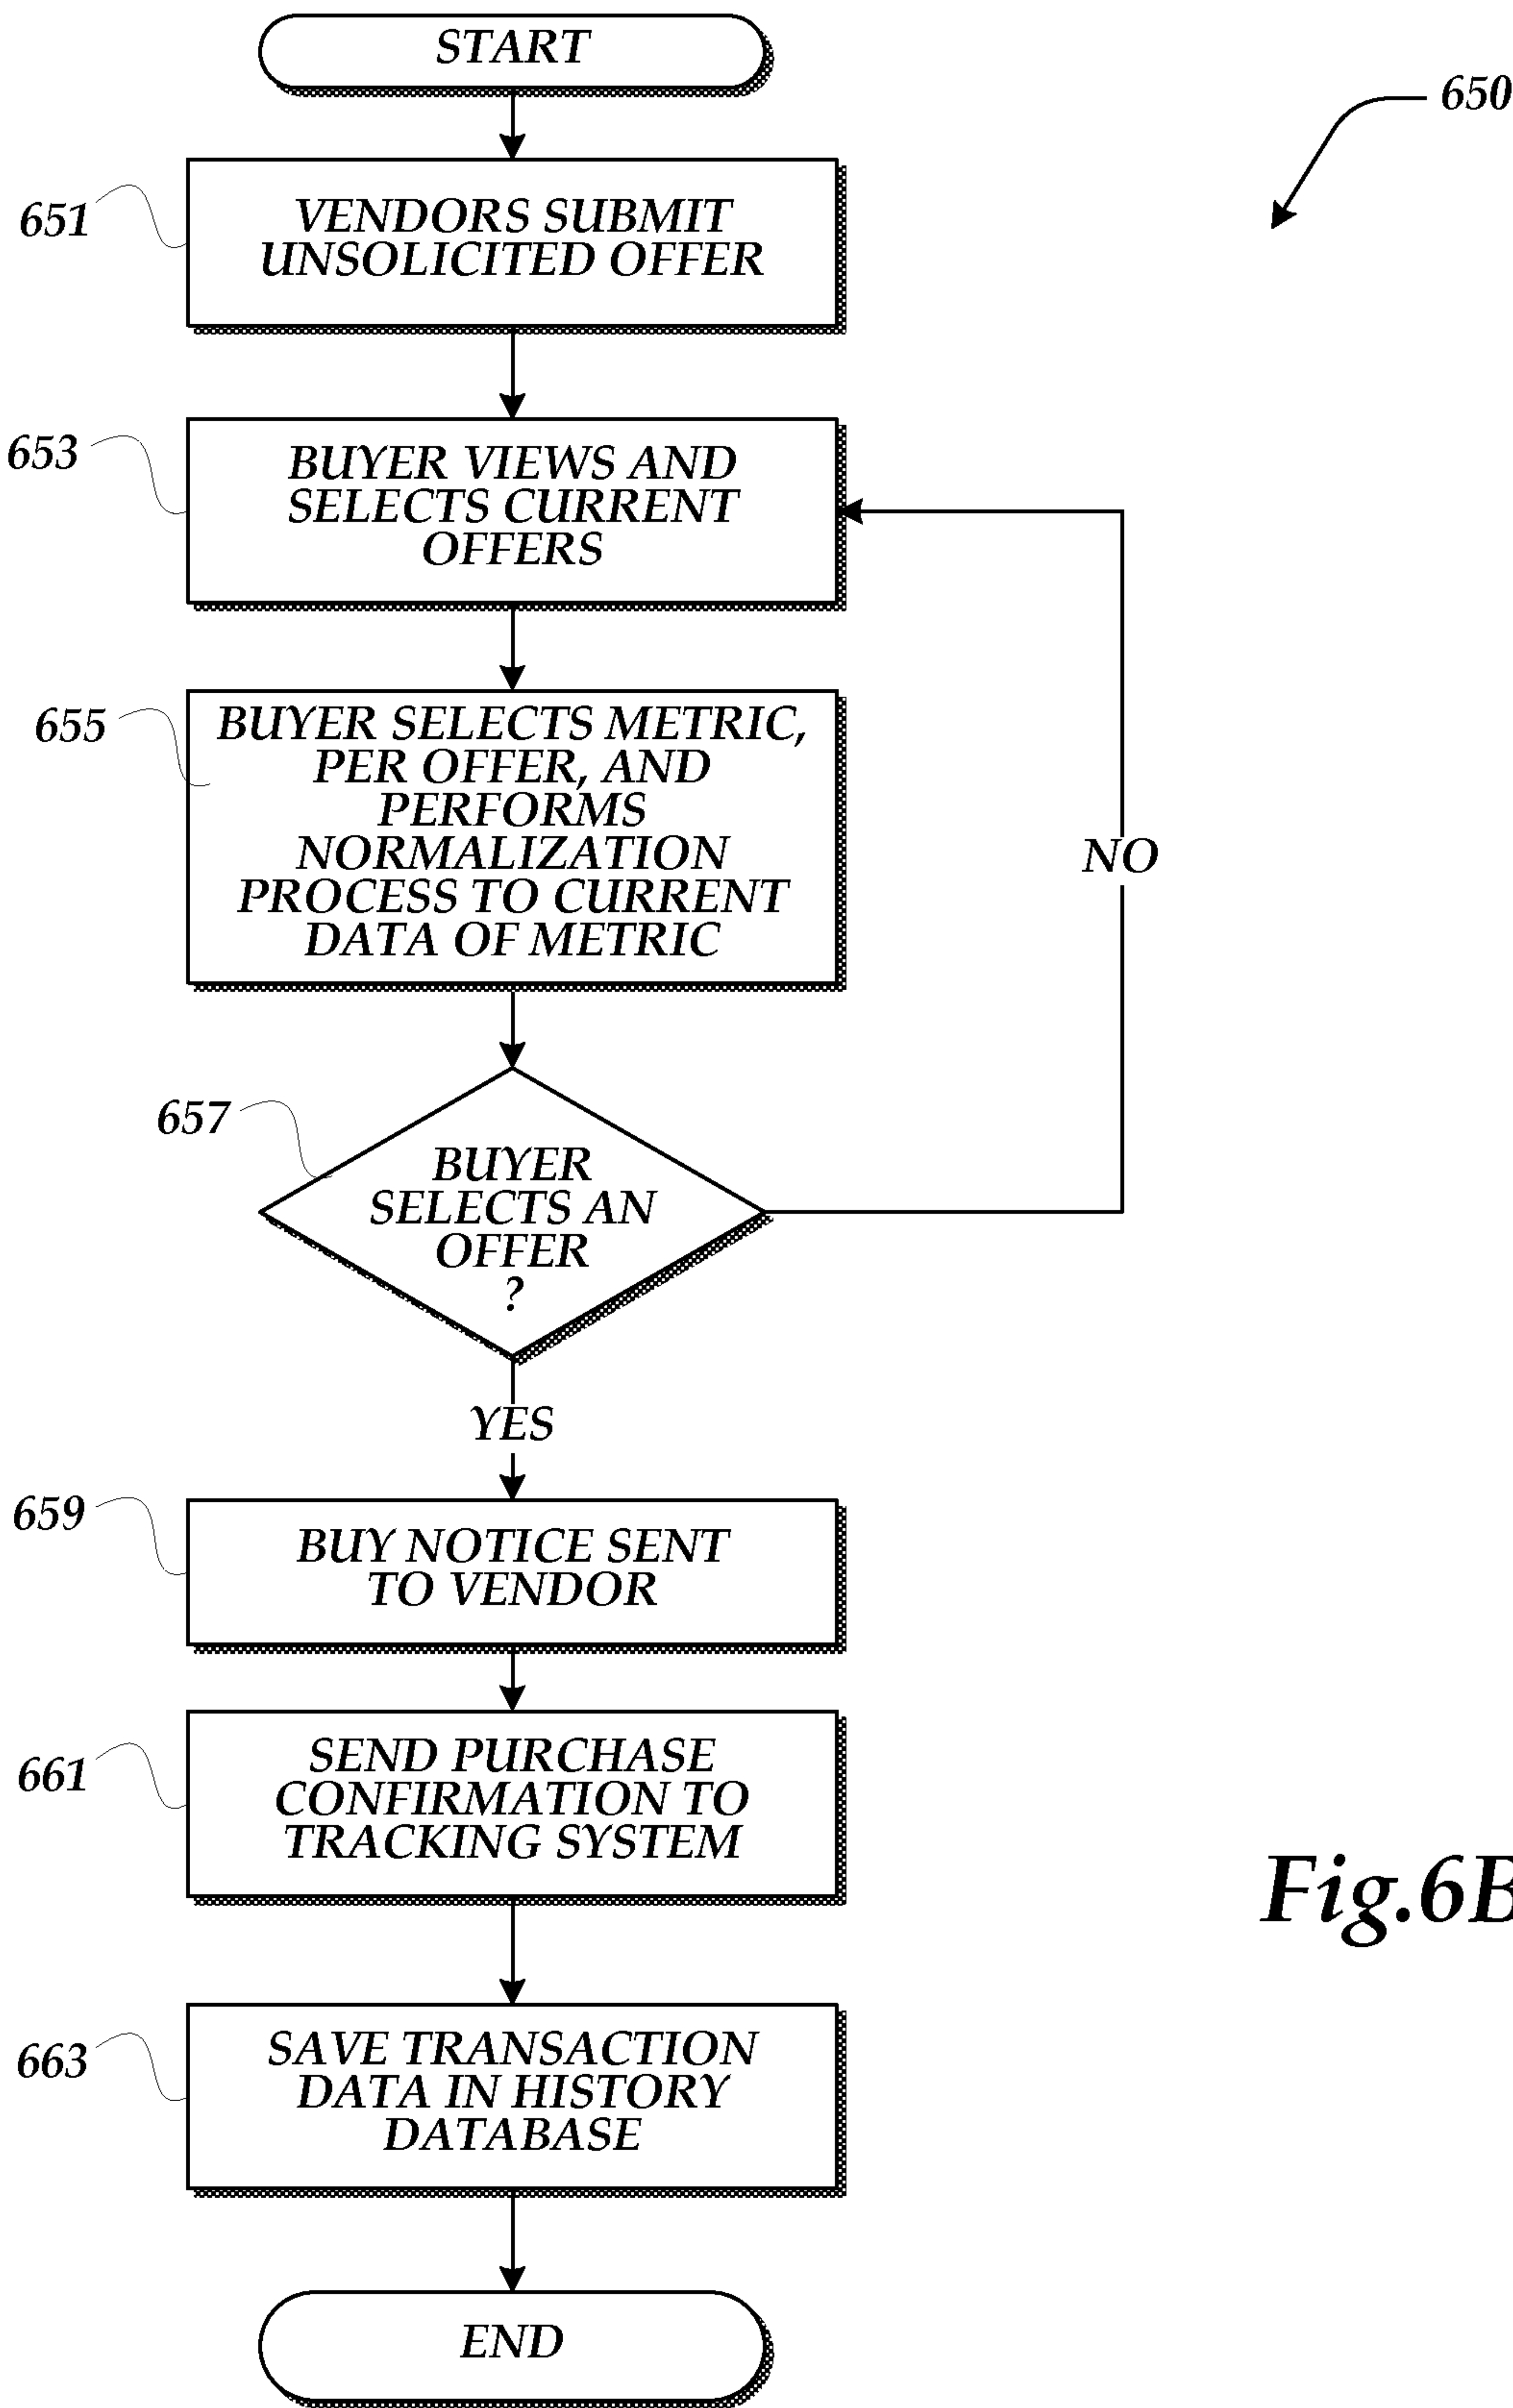 START
650
651
VENDORS SUBMIT
UNSOLICITED OFFER
653
BUYER VIEWS AND
SELECTS CURRENT
OFFERS
655
BUYER SELECTS METRIC,
PER OFFER, AND
PERFORMS
NORMALIZATION
PROCESS TO CURRENT
DATA OF METRIC
NO
657
BUYER
SELECTS AN
OFFER
?
YES
659
BUY NOTICE SENT
TO VENDOR
661
SEND PURCHASE
CONFIRMATION TO
TRACKING SYSTEM
Fig.6B
663
SAVE TRANSACTION
DATA IN HISTORY
DATABASE
END